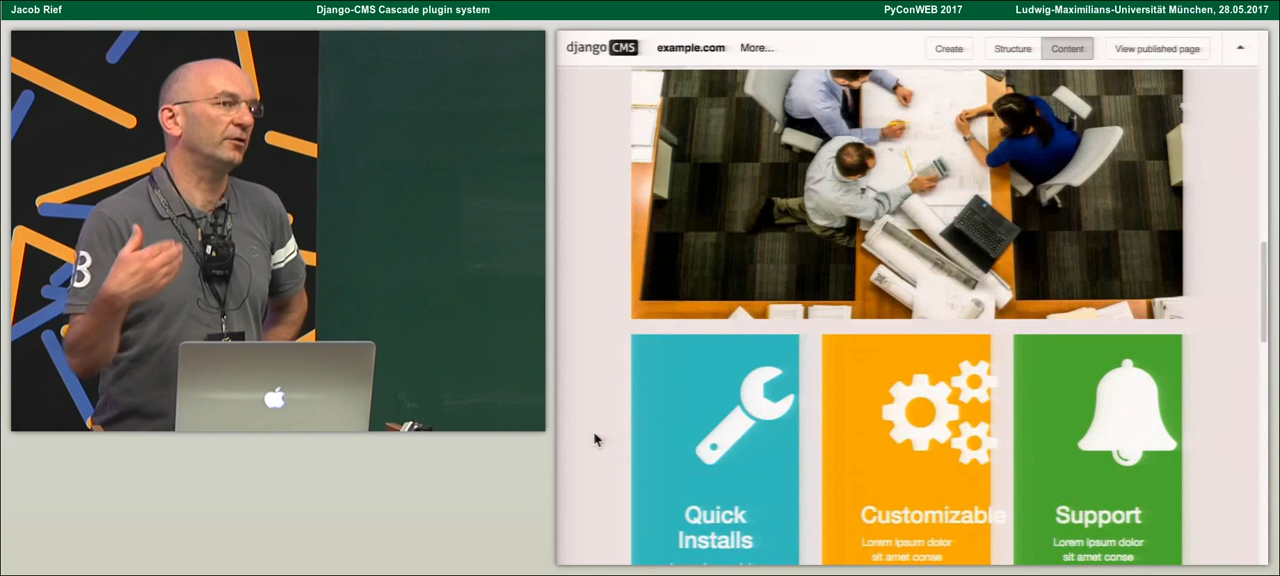 Jacob Rief
Django-CMS Cascade plugin system
PyConWEB 2017
Ludwig-Maximilians-Universität München, 28.05.2017
django CMS
example.com
More...
Create
Structure
Content
View published page
Quick
Installs
Customizable
Lorem ipsum dolor
sit amet conse
Support
Lorem ipsum dolor
sit amet conse